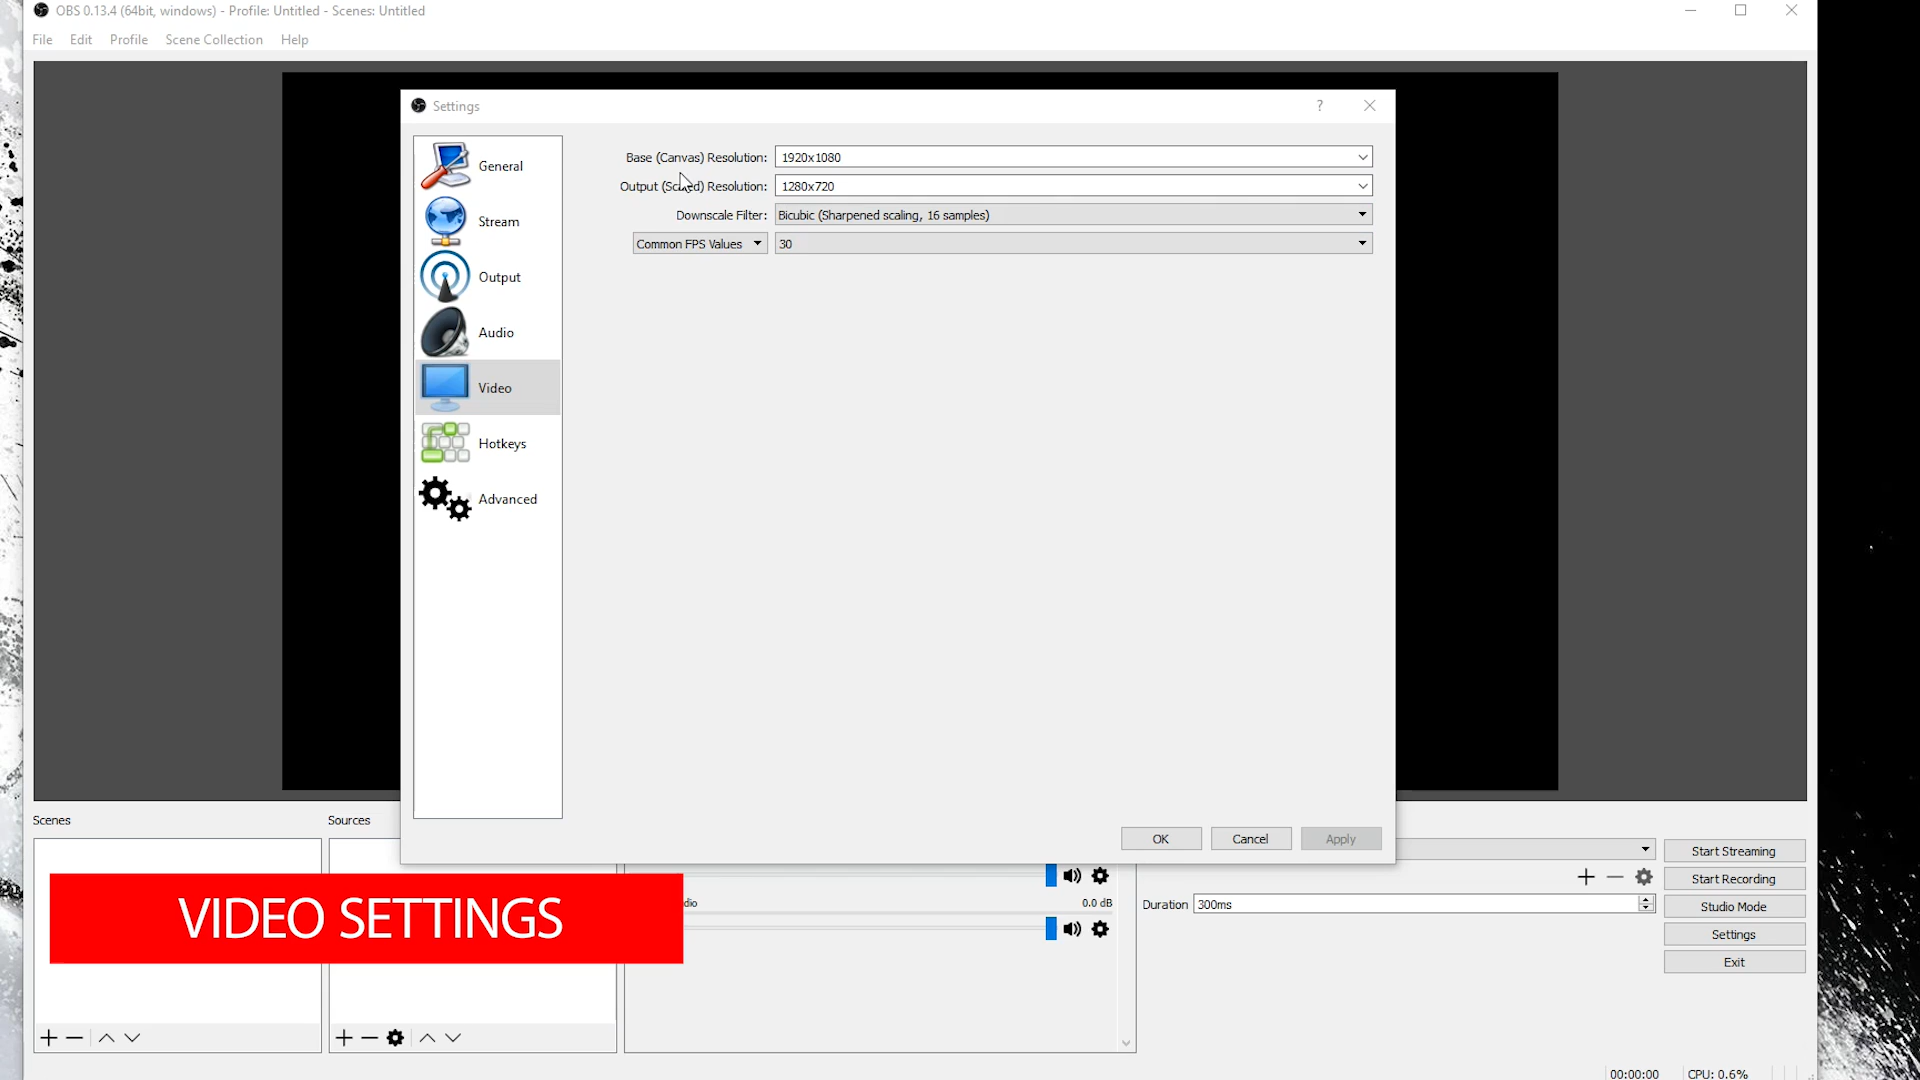 OBS 0.13.4 (64bit, windows) - Profile: Untitled - Scenes: Untitled
File Edit Profile Scene Collection Help
Settings
?
General
Stream
Output
Audio
Video
Hotkeys
Advanced
Base (Canvas) Resolution: 1920x1080
Output (Scaled) Resolution: 1280x720
Downscale Filter: Bicubic (Sharpened scaling, 16 samples)
Common FPS Values 30
OK Cancel Apply
Scenes
Sources
VIDEO SETTINGS
dio 0.0 dB
Duration 300ms
Start Streaming
Start Recording
Studio Mode
Settings
Exit
00:00:00 CPU: 0.6%